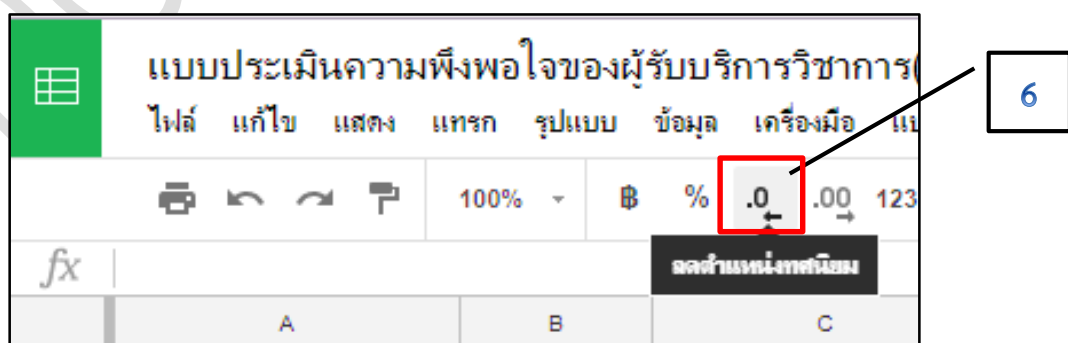 แบบประเมินความพึงพอใจของผู้รับบริการวิชาการ(
6
ไฟล์ แก้ไข แสดง แทรก รูปแบบ ข้อมูล เครื่องมือ แบ
100% ฿ % .0 .00 123
ลดตำแหน่งทศนิยม
fx
A B C